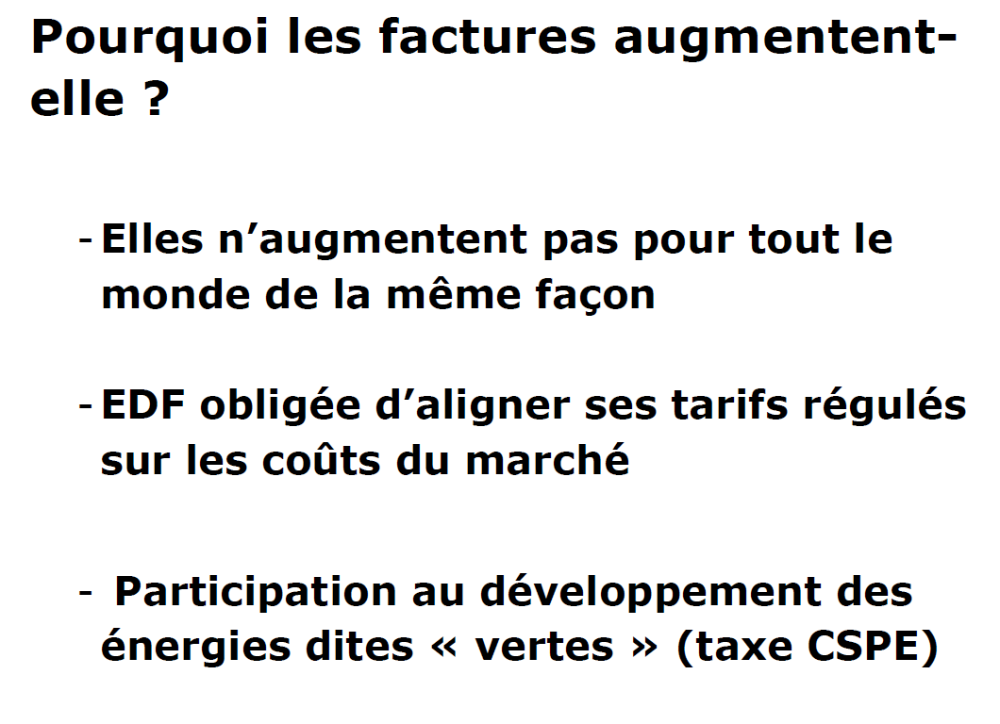 Pourquoi les factures augmentent-
elle ?
- Elles n’augmentent pas pour tout le
monde de la même façon
- EDF obligée d’aligner ses tarifs régulés
sur les coûts du marché
- Participation au développement des
énergies dites « vertes » (taxe CSPE)